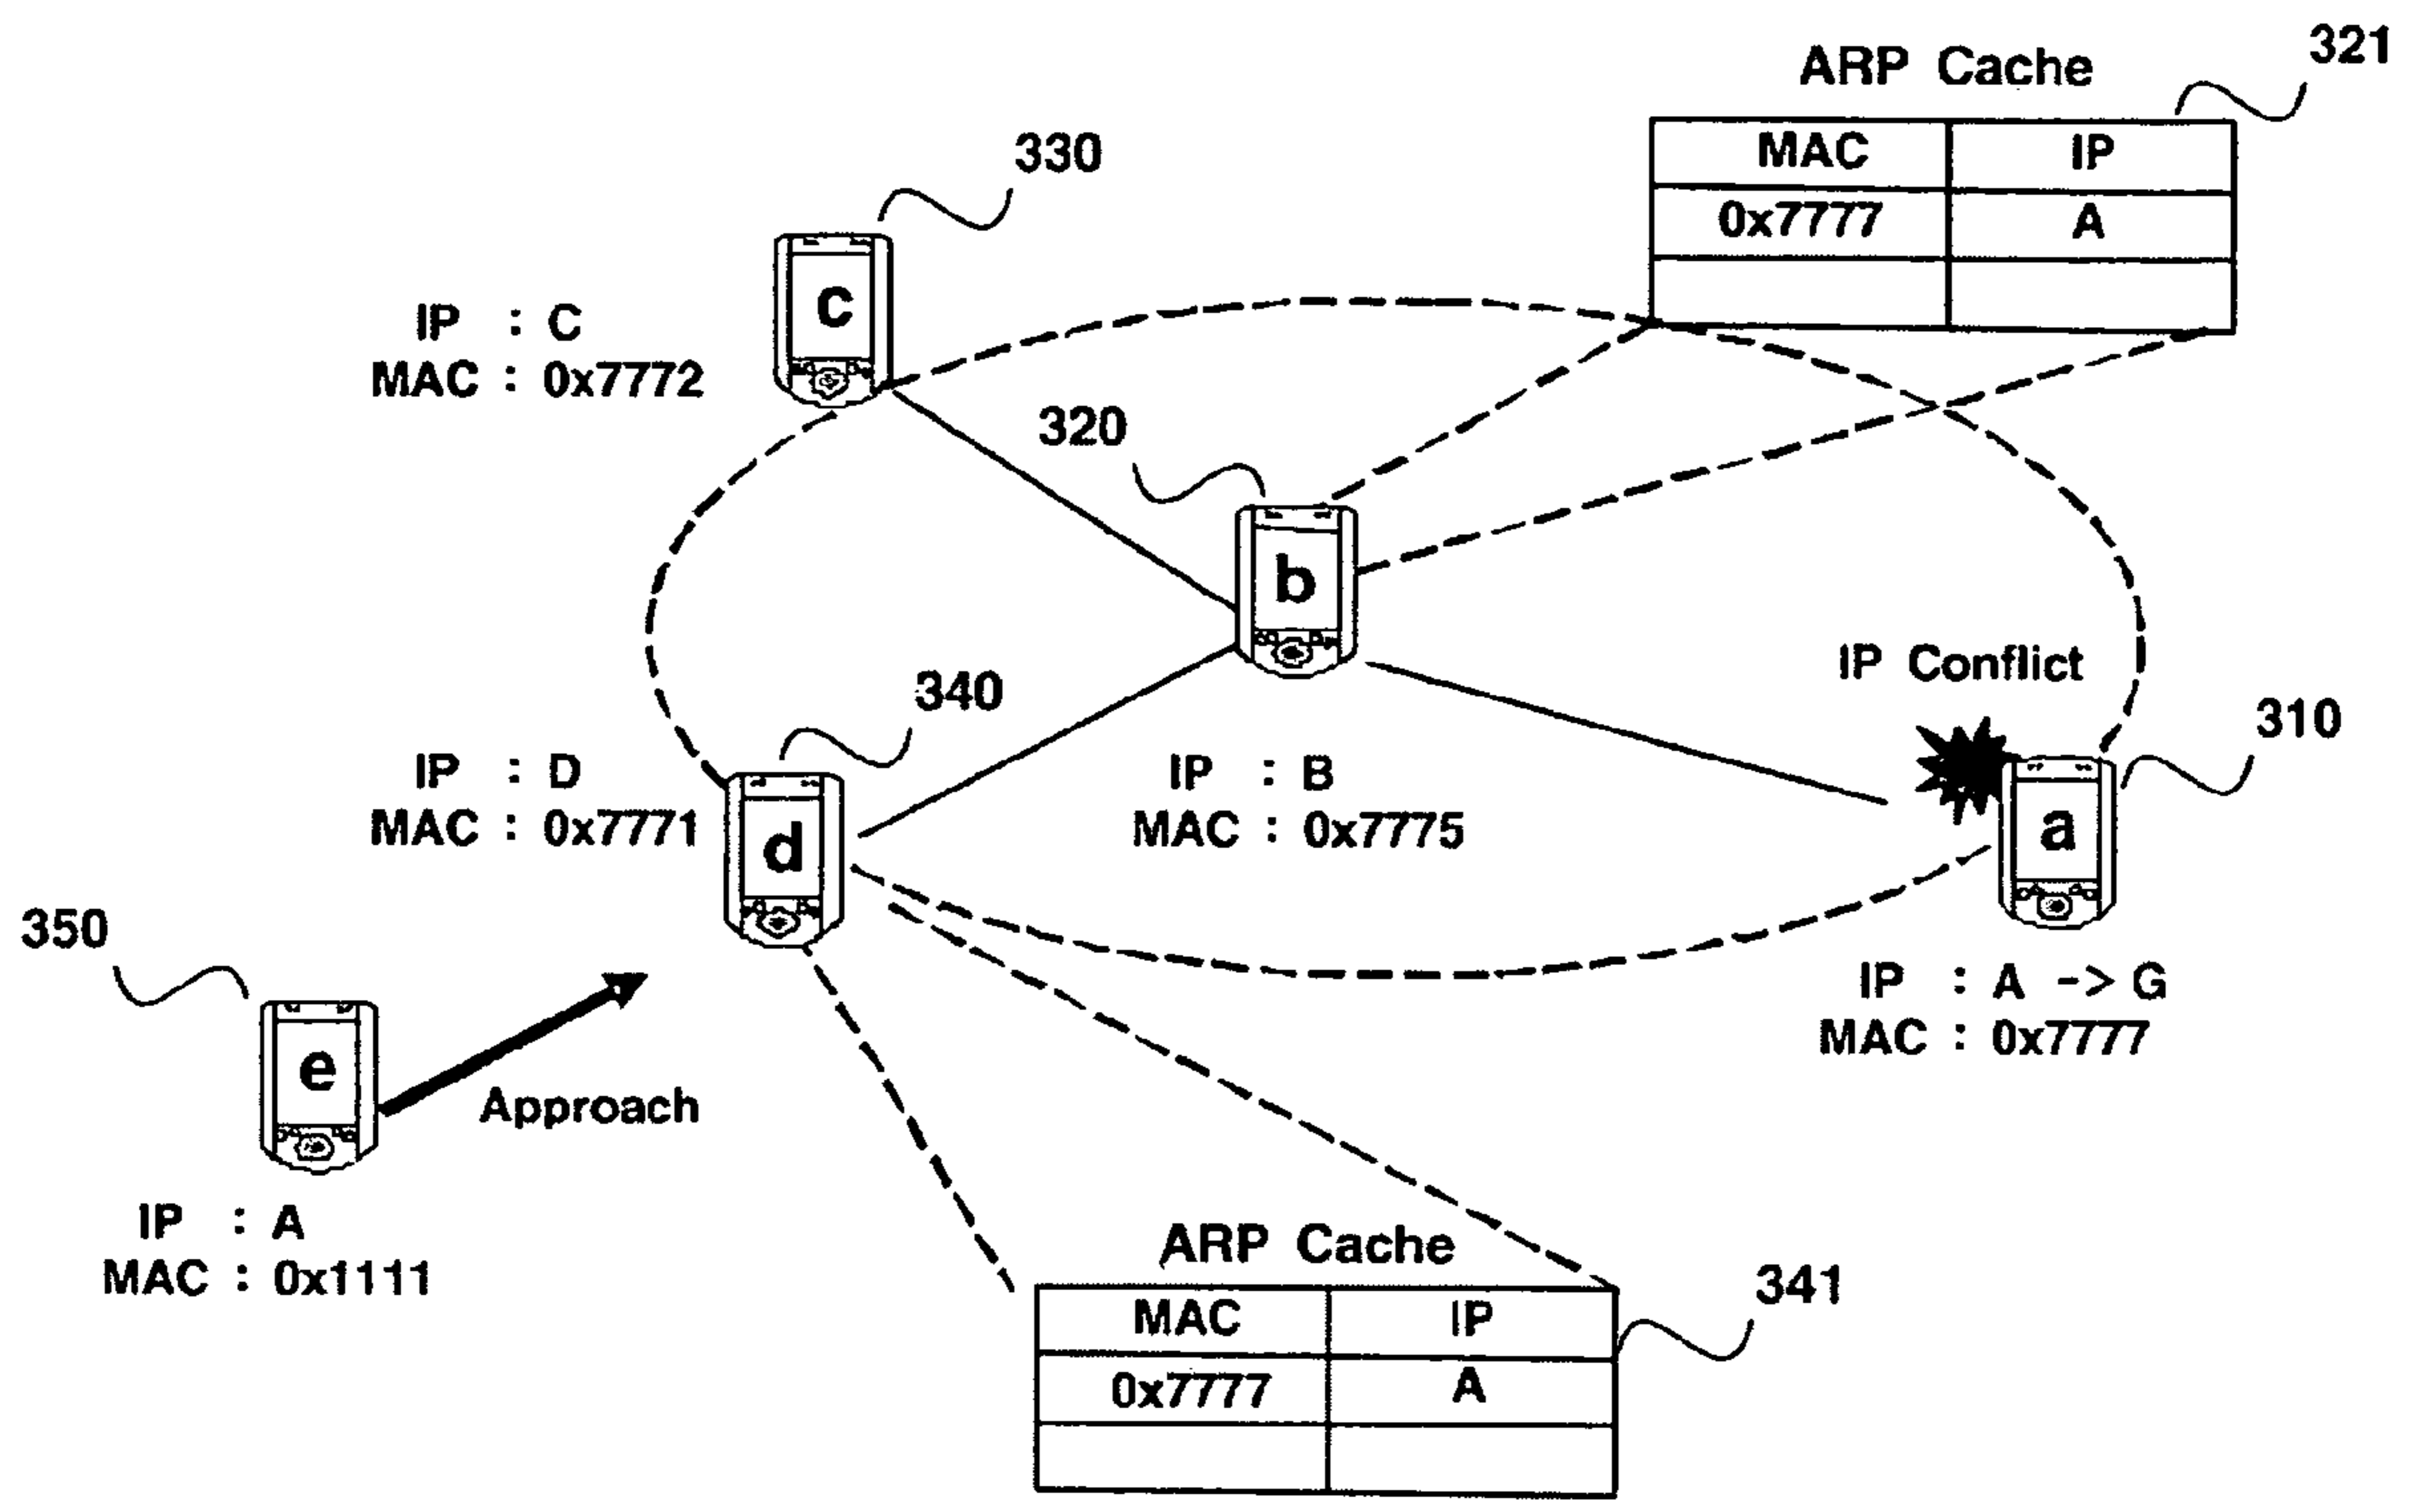 321
ARP Cache
MAC IP
0x7777 A
330
c
IP : C
MAC : 0x7772
320
b
IP Conflict
340
310
IP : D
MAC : 0x7771
d
IP : B
MAC : 0x7775
a
350
IP : A -> G
MAC : 0x7777
e
Approach
IP : A
MAC : 0x1111
ARP Cache
341
MAC IP
0x7777 A